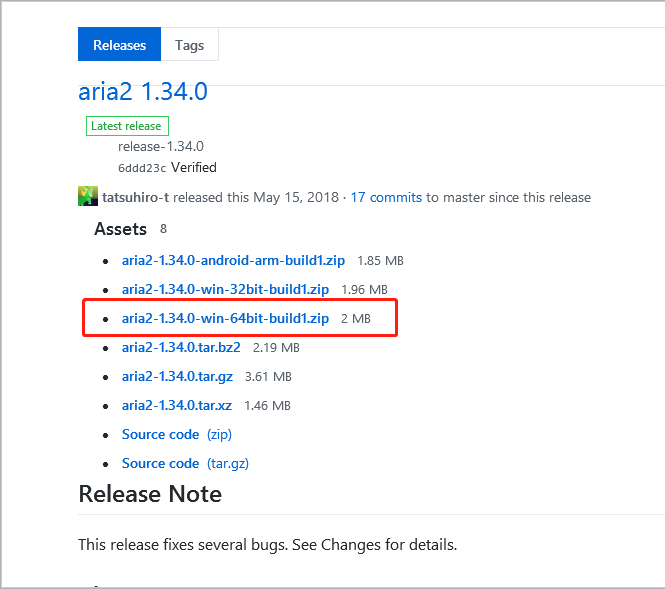 Releases Tags
aria2 1.34.0
Latest release
release-1.34.0
6ddd23c Verified
tatsuhiro-t released this May 15, 2018 · 17 commits to master since this release
Assets 8
aria2-1.34.0-android-arm-build1.zip 1.85 MB
aria2-1.34.0-win-32bit-build1.zip 1.96 MB
aria2-1.34.0-win-64bit-build1.zip 2 MB
aria2-1.34.0.tar.bz2 2.19 MB
aria2-1.34.0.tar.gz 3.61 MB
aria2-1.34.0.tar.xz 1.46 MB
Source code (zip)
Source code (tar.gz)
Release Note
This release fixes several bugs. See Changes for details.